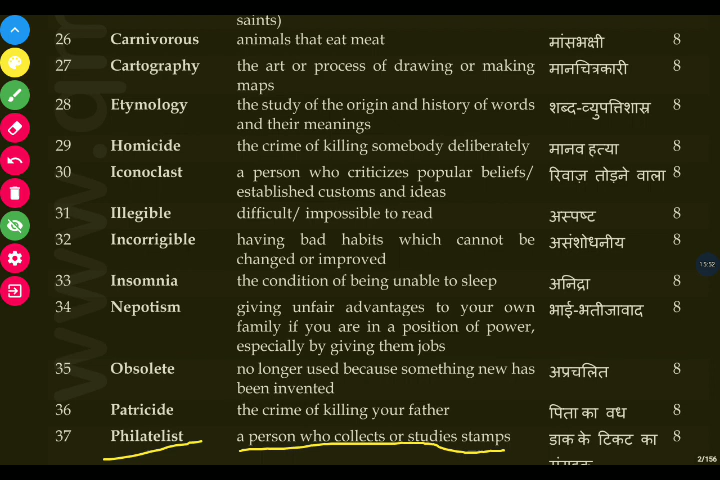 saints)
26 Carnivorous animals that eat meat मांसभक्षी 8
27 Cartography the art or process of drawing or making मानचित्रकारी 8
maps
28 Etymology the study of the origin and history of words शब्द-व्युपत्तिशास्र 8
and their meanings
29 Homicide the crime of killing somebody deliberately मानव हत्या 8
30 Iconoclast a person who criticizes popular beliefs/ रिवाज़ तोड़ने वाला 8
established customs and ideas
31 Illegible difficult/ impossible to read अस्पष्ट 8
32 Incorrigible having bad habits which cannot be असंशोधनीय 8
changed or improved
33 Insomnia the condition of being unable to sleep अनिद्रा 8
15:52
34 Nepotism giving unfair advantages to your own भाई-भतीजावाद 8
family if you are in a position of power,
especially by giving them jobs
35 Obsolete no longer used because something new has अप्रचलित 8
been invented
36 Patricide the crime of killing your father पिता का वध 8
37 Philatelist a person who collects or studies stamps डाक के टिकट का 8
2/156